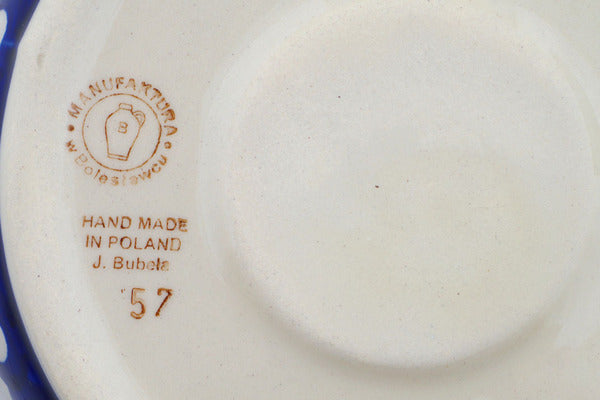 MANUFAKTURA
B
w Bolesławcu
HAND MADE
IN POLAND
J. Bubela
57